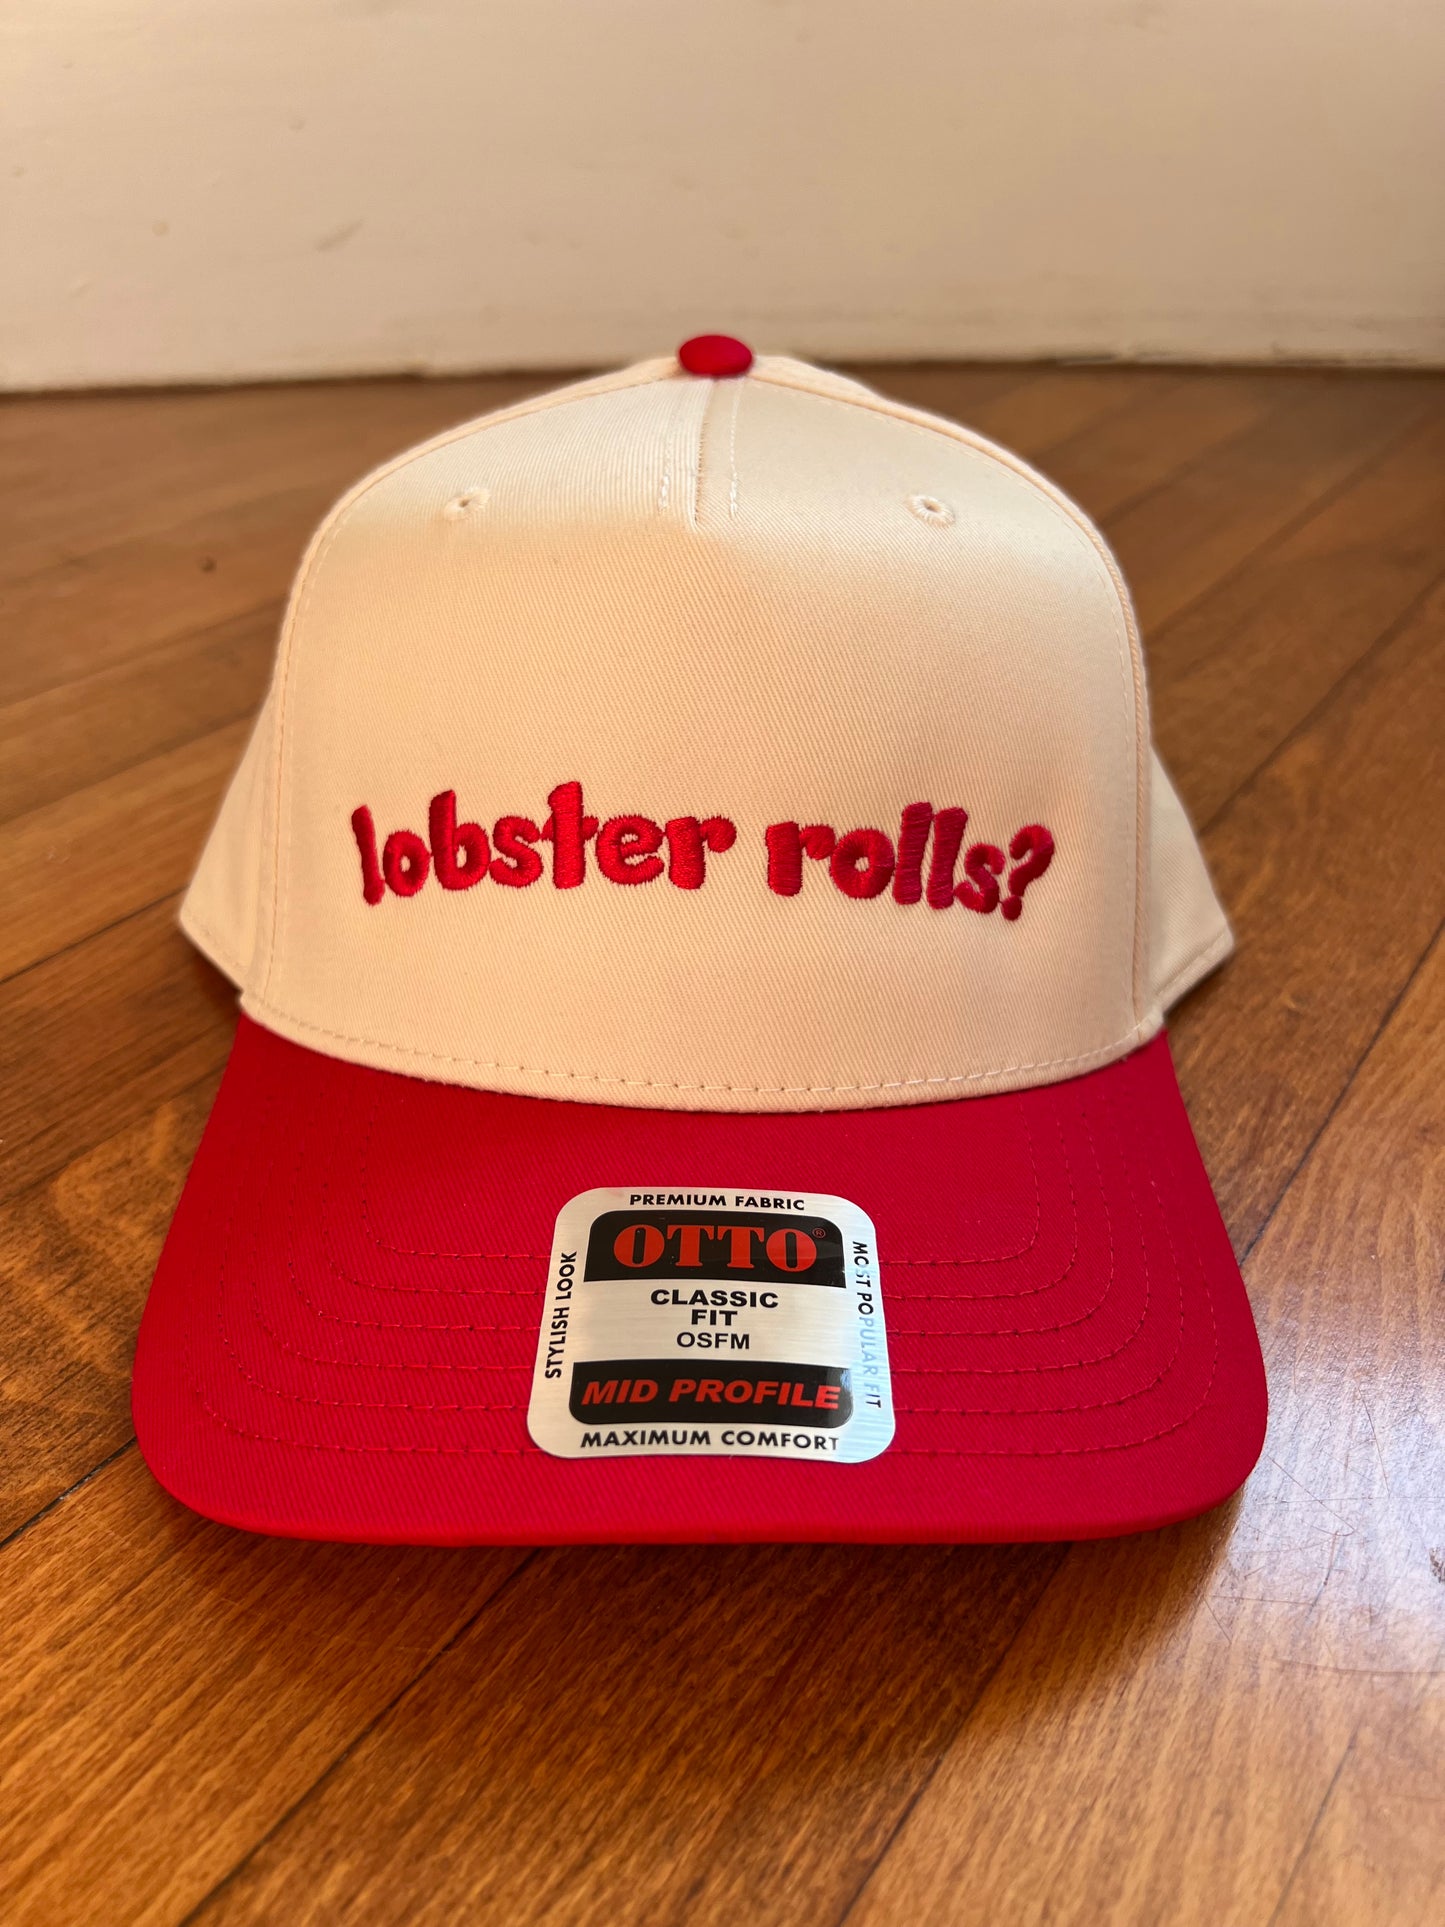 lobster rolls?
PREMIUM FABRIC
OTTO®
STYLISH LOOK
MOST POPULAR FIT
CLASSIC
FIT
OSFM
MID PROFILE
MAXIMUM COMFORT